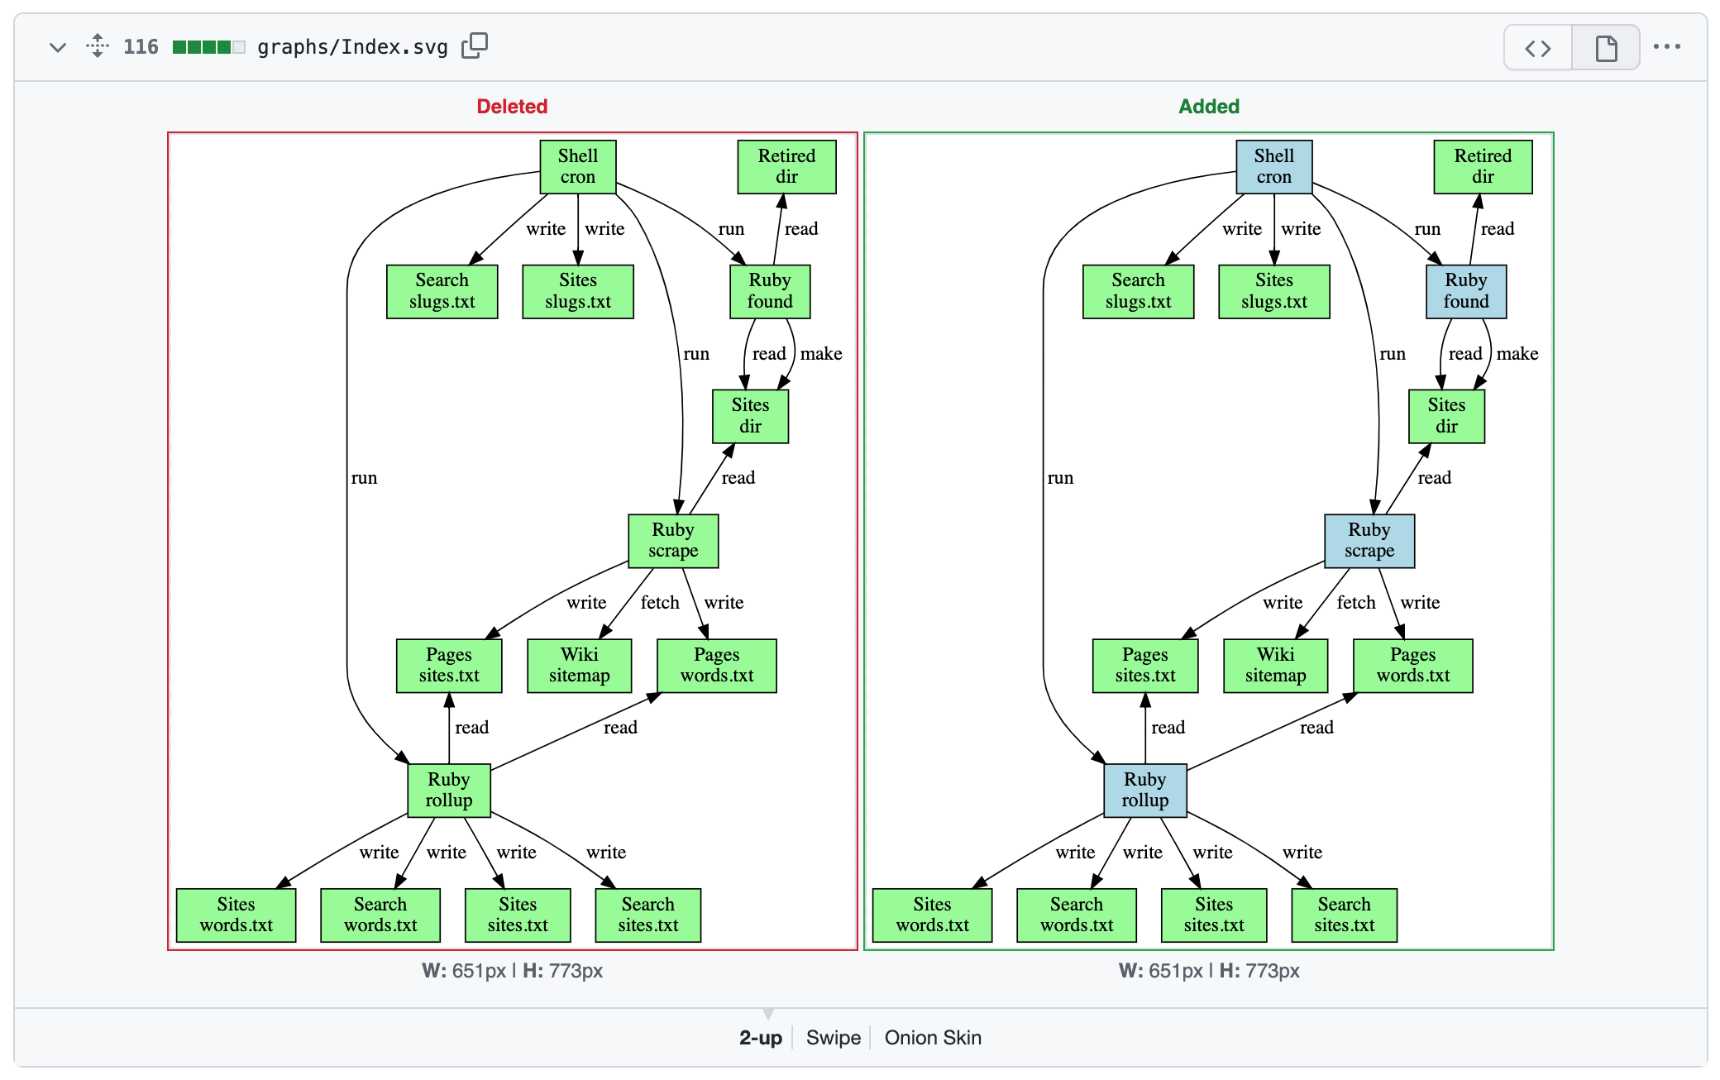 116 graphs/Index.svg
Deleted
Shell
cron
Retired
dir
write
write
run
read
Search
slugs.txt
Sites
slugs.txt
Ruby
found
run
read
make
Sites
dir
run
read
Ruby
scrape
write
fetch
write
Pages
sites.txt
Wiki
sitemap
Pages
words.txt
read
read
Ruby
rollup
write
write
write
write
Sites
words.txt
Search
words.txt
Sites
sites.txt
Search
sites.txt
W: 651px | H: 773px
Added
Shell
cron
Retired
dir
write
write
run
read
Search
slugs.txt
Sites
slugs.txt
Ruby
found
run
read
make
Sites
dir
run
read
Ruby
scrape
write
fetch
write
Pages
sites.txt
Wiki
sitemap
Pages
words.txt
read
read
Ruby
rollup
write
write
write
write
Sites
words.txt
Search
words.txt
Sites
sites.txt
Search
sites.txt
W: 651px | H: 773px
2-up Swipe Onion Skin